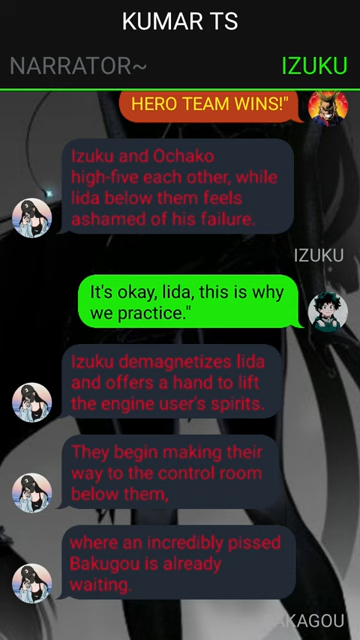 KUMAR TS
NARRATOR~ IZUKU
HERO TEAM WINS!"
Izuku and Ochako
high-five each other, while
Iida below them feels
ashamed of his failure.
IZUKU
It's okay, Iida, this is why
we practice."
Izuku demagnetizes Iida
and offers a hand to lift
the engine user's spirits.
They begin making their
way to the control room
below them,
where an incredibly pissed
Bakugou is already
waiting.
AKAGOU